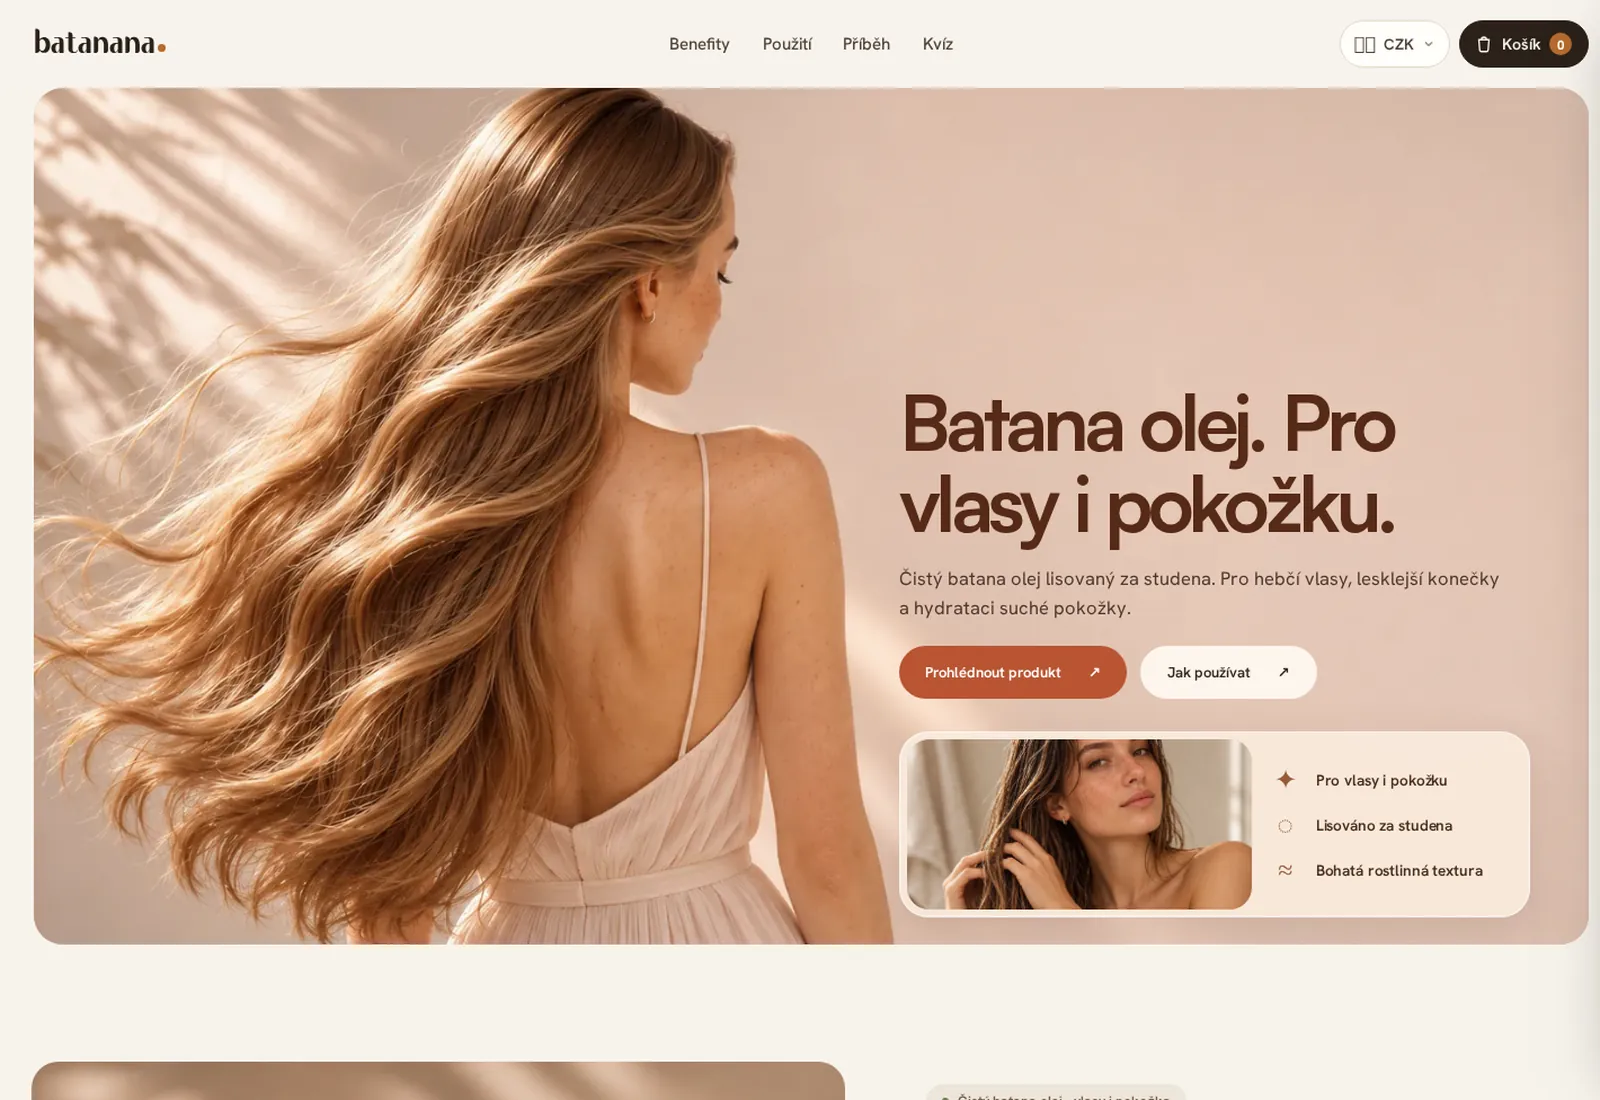 batanana.
Benefity
Použití
Příběh
Kvíz
CZK
Košík
0
Batana olej. Pro
vlasy i pokožku.
Čistý batana olej lisovaný za studena. Pro hebčí vlasy, lesklejší konečky
a hydrataci suché pokožky.
Prohlédnout produkt ↗
Jak používat ↗
Pro vlasy i pokožku
Lisováno za studena
Bohatá rostlinná textura